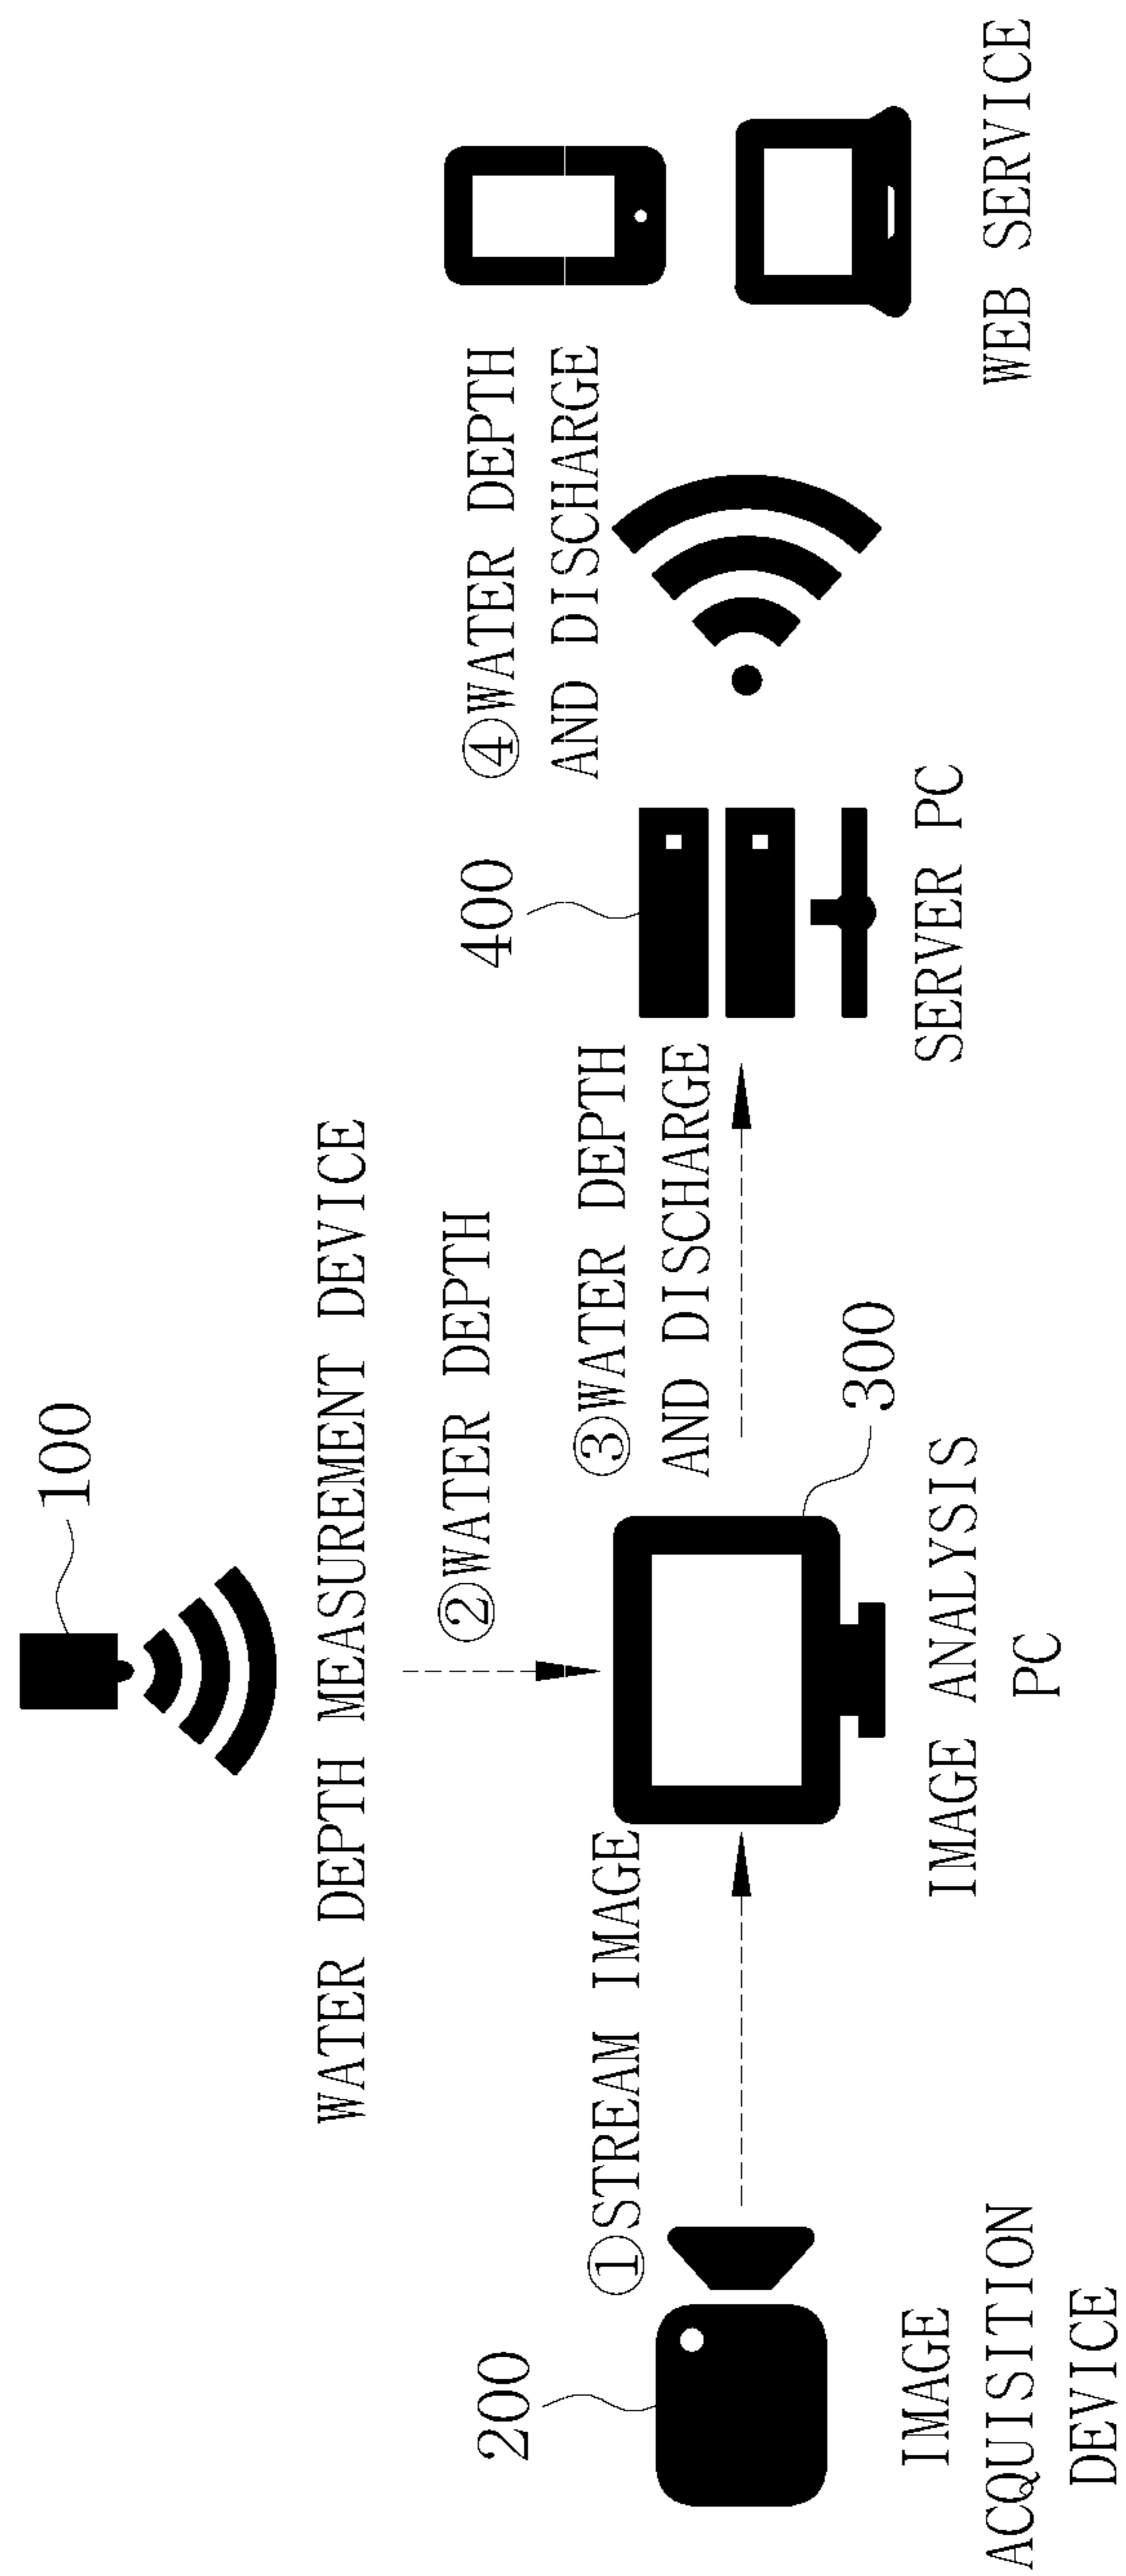 100
WATER DEPTH MEASUREMENT DEVICE
②WATER DEPTH
200
①STREAM IMAGE
IMAGE
ACQUISITION
DEVICE
300
IMAGE ANALYSIS
PC
③WATER DEPTH
AND DISCHARGE
400
SERVER PC
④WATER DEPTH
AND DISCHARGE
WEB SERVICE